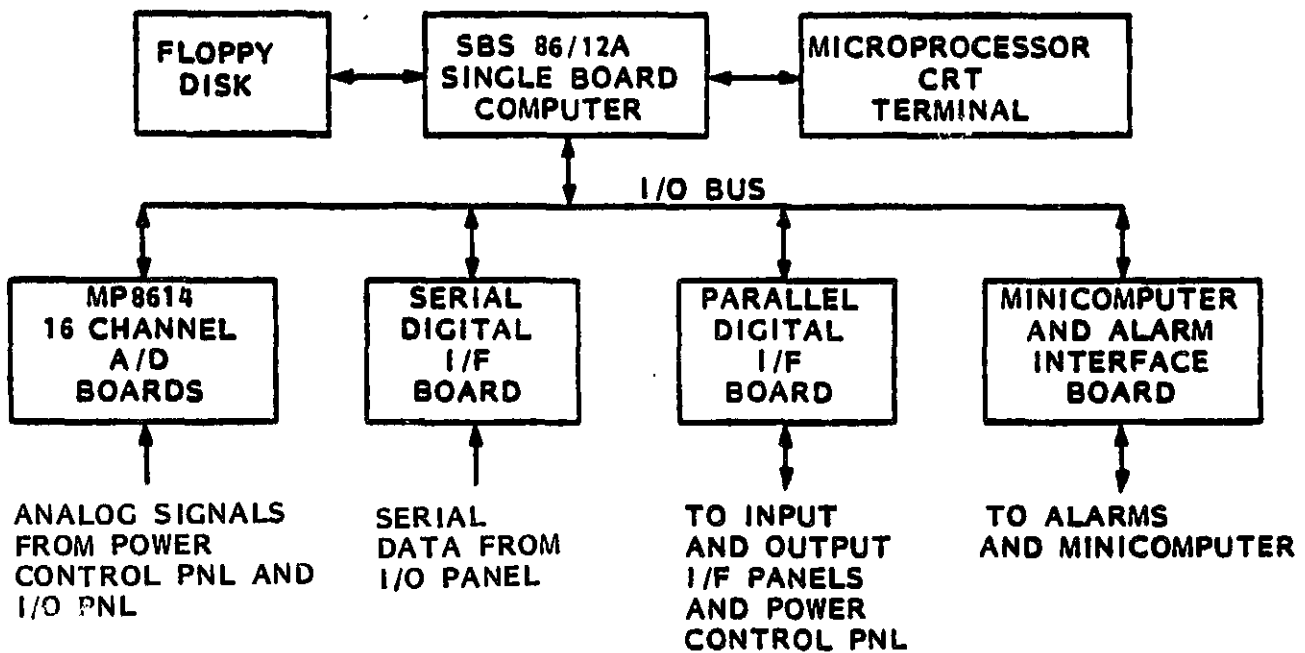 FLOPPY
DISK
SBS 86/12A
SINGLE BOARD
COMPUTER
MICROPROCESSOR
CRT
TERMINAL
I/O BUS
MP8614
16 CHANNEL
A/D
BOARDS
SERIAL
DIGITAL
I/F
BOARD
PARALLEL
DIGITAL
I/F
BOARD
MINICOMPUTER
AND ALARM
INTERFACE
BOARD
ANALOG SIGNALS
FROM POWER
CONTROL PNL AND
I/O PNL
SERIAL
DATA FROM
I/O PANEL
TO INPUT
AND OUTPUT
I/F PANELS
AND POWER
CONTROL PNL
TO ALARMS
AND MINICOMPUTER